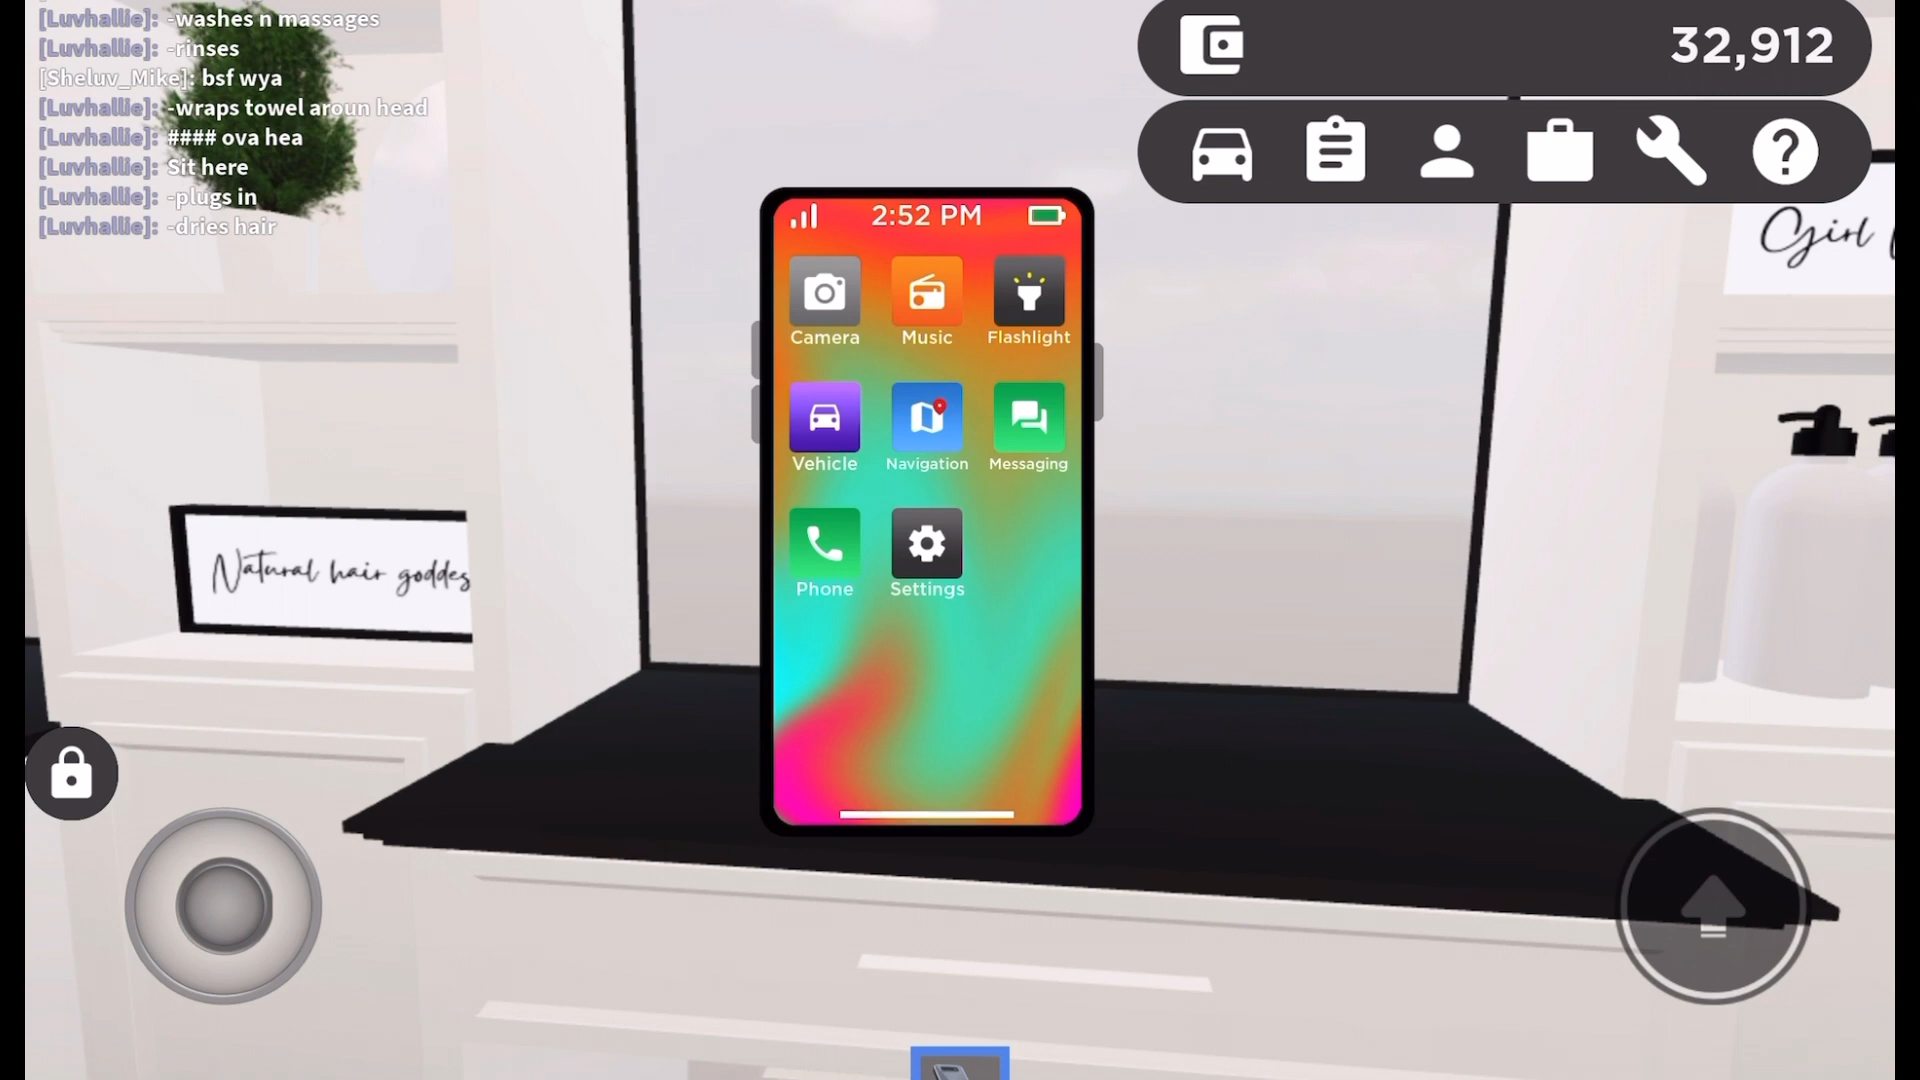 [Luvhallie]: -washes n massages
[Luvhallie]: -rinses
[Sheluv_Mike]: bsf wya
[Luvhallie]: -wraps towel aroun head
[Luvhallie]: #### ova hea
[Luvhallie]: Sit here
[Luvhallie]: -plugs in
[Luvhallie]: -dries hair
32,912
2:52 PM
Camera Music Flashlight
Vehicle Navigation Messaging
Phone Settings
Natural hair goddes
Girl